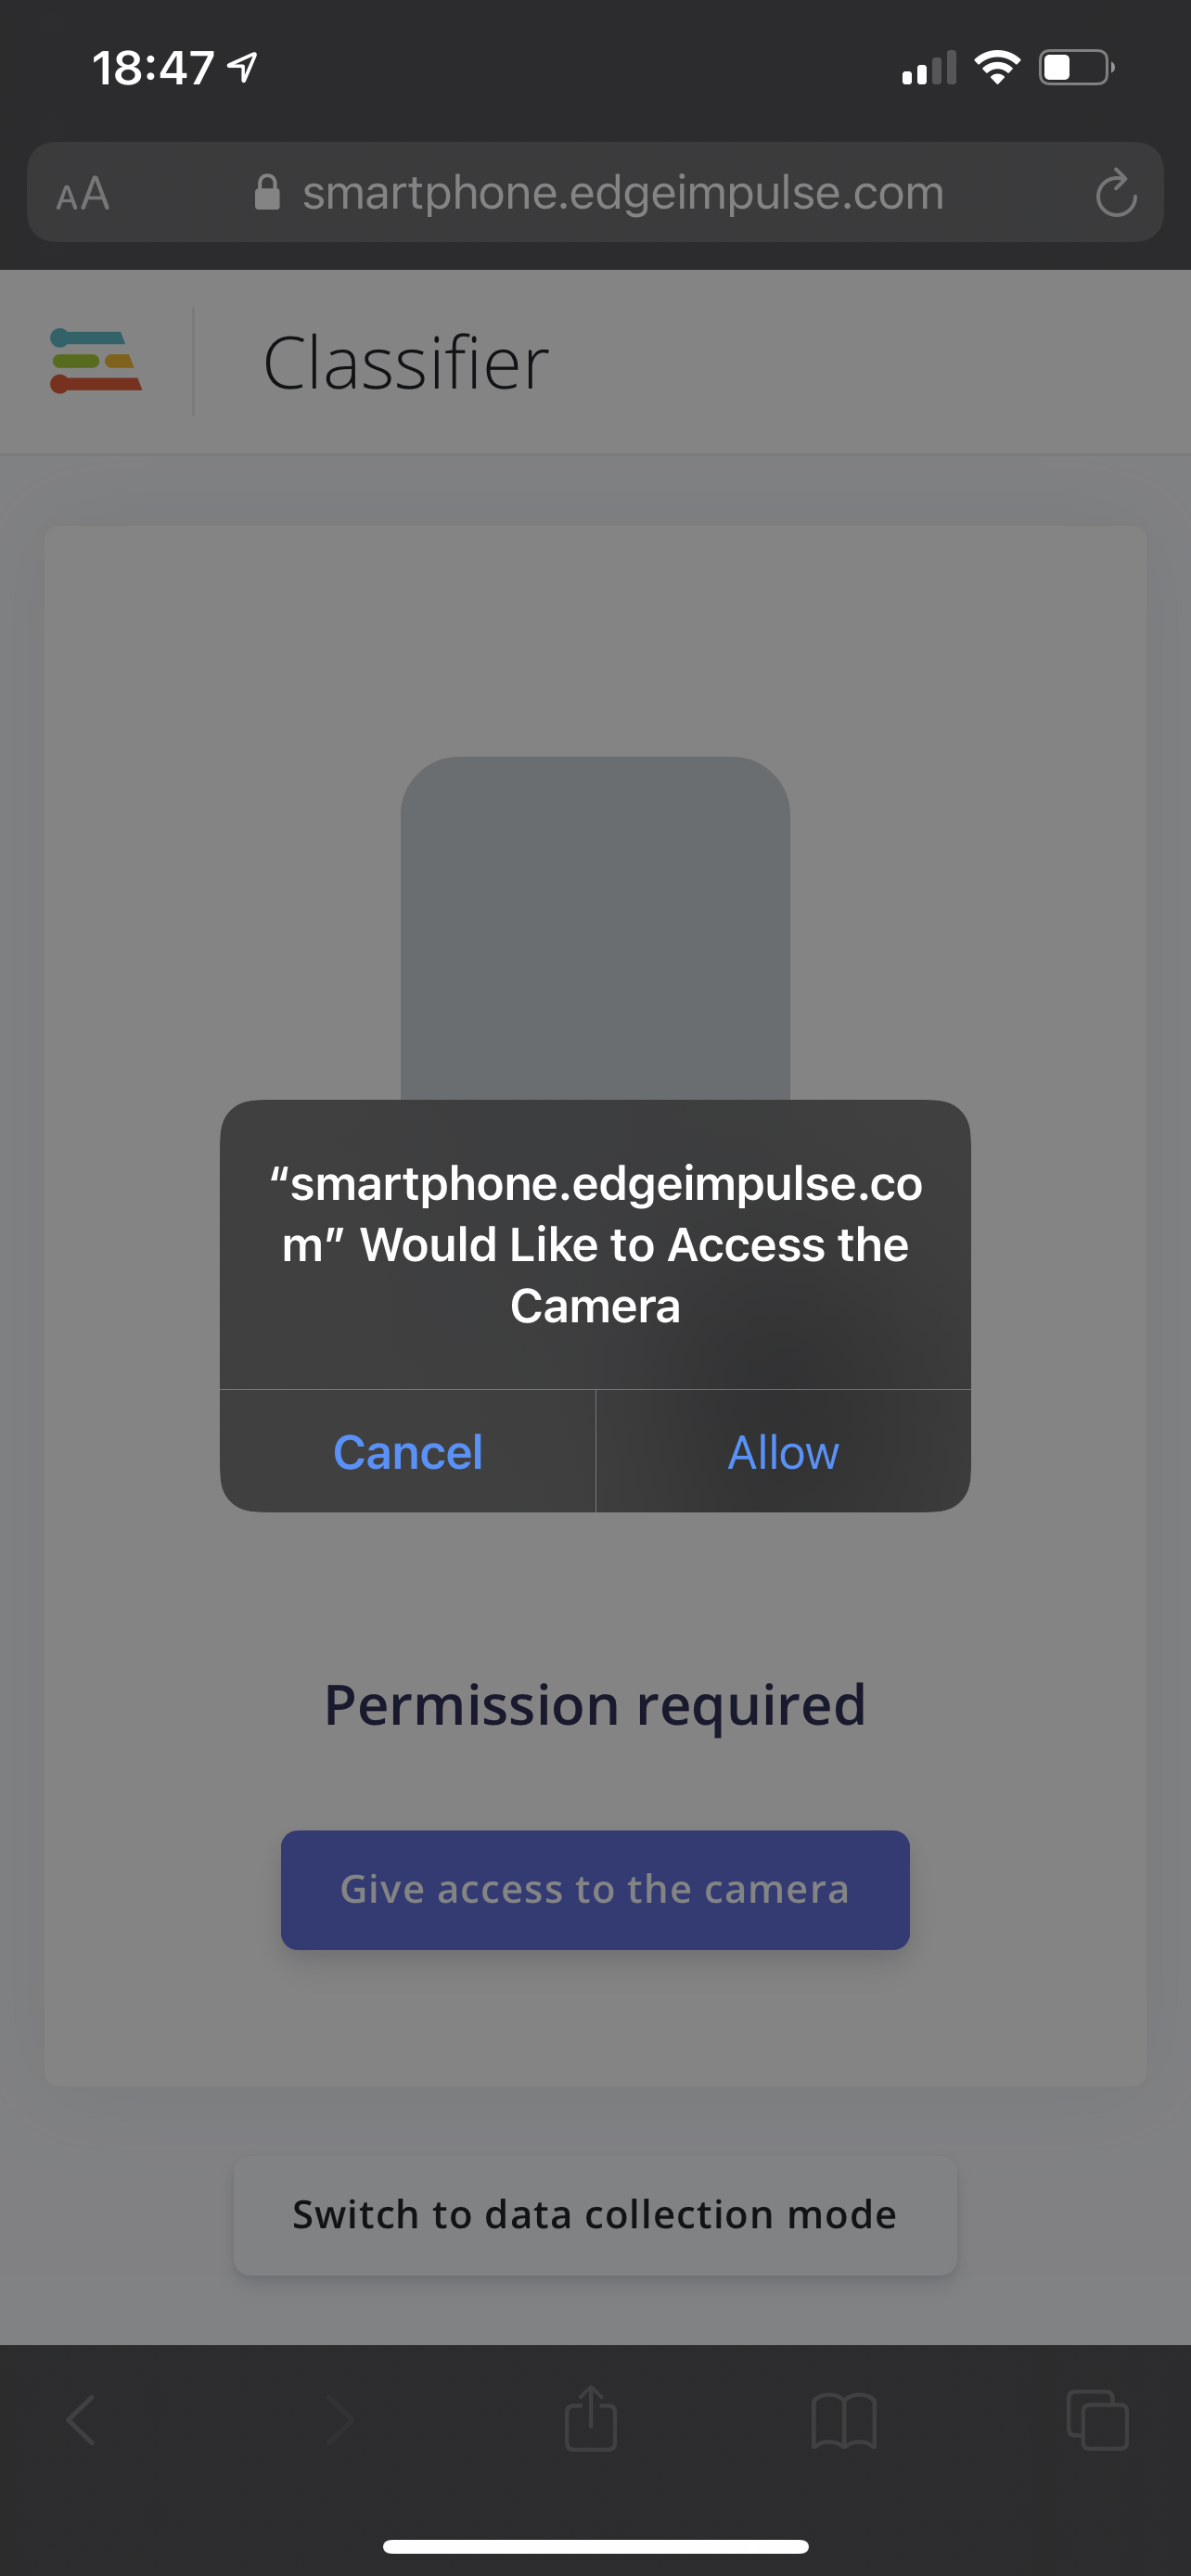 18:47
AA smartphone.edgeimpulse.com
Classifier
“smartphone.edgeimpulse.co
m” Would Like to Access the
Camera
Cancel Allow
Permission required
Give access to the camera
Switch to data collection mode